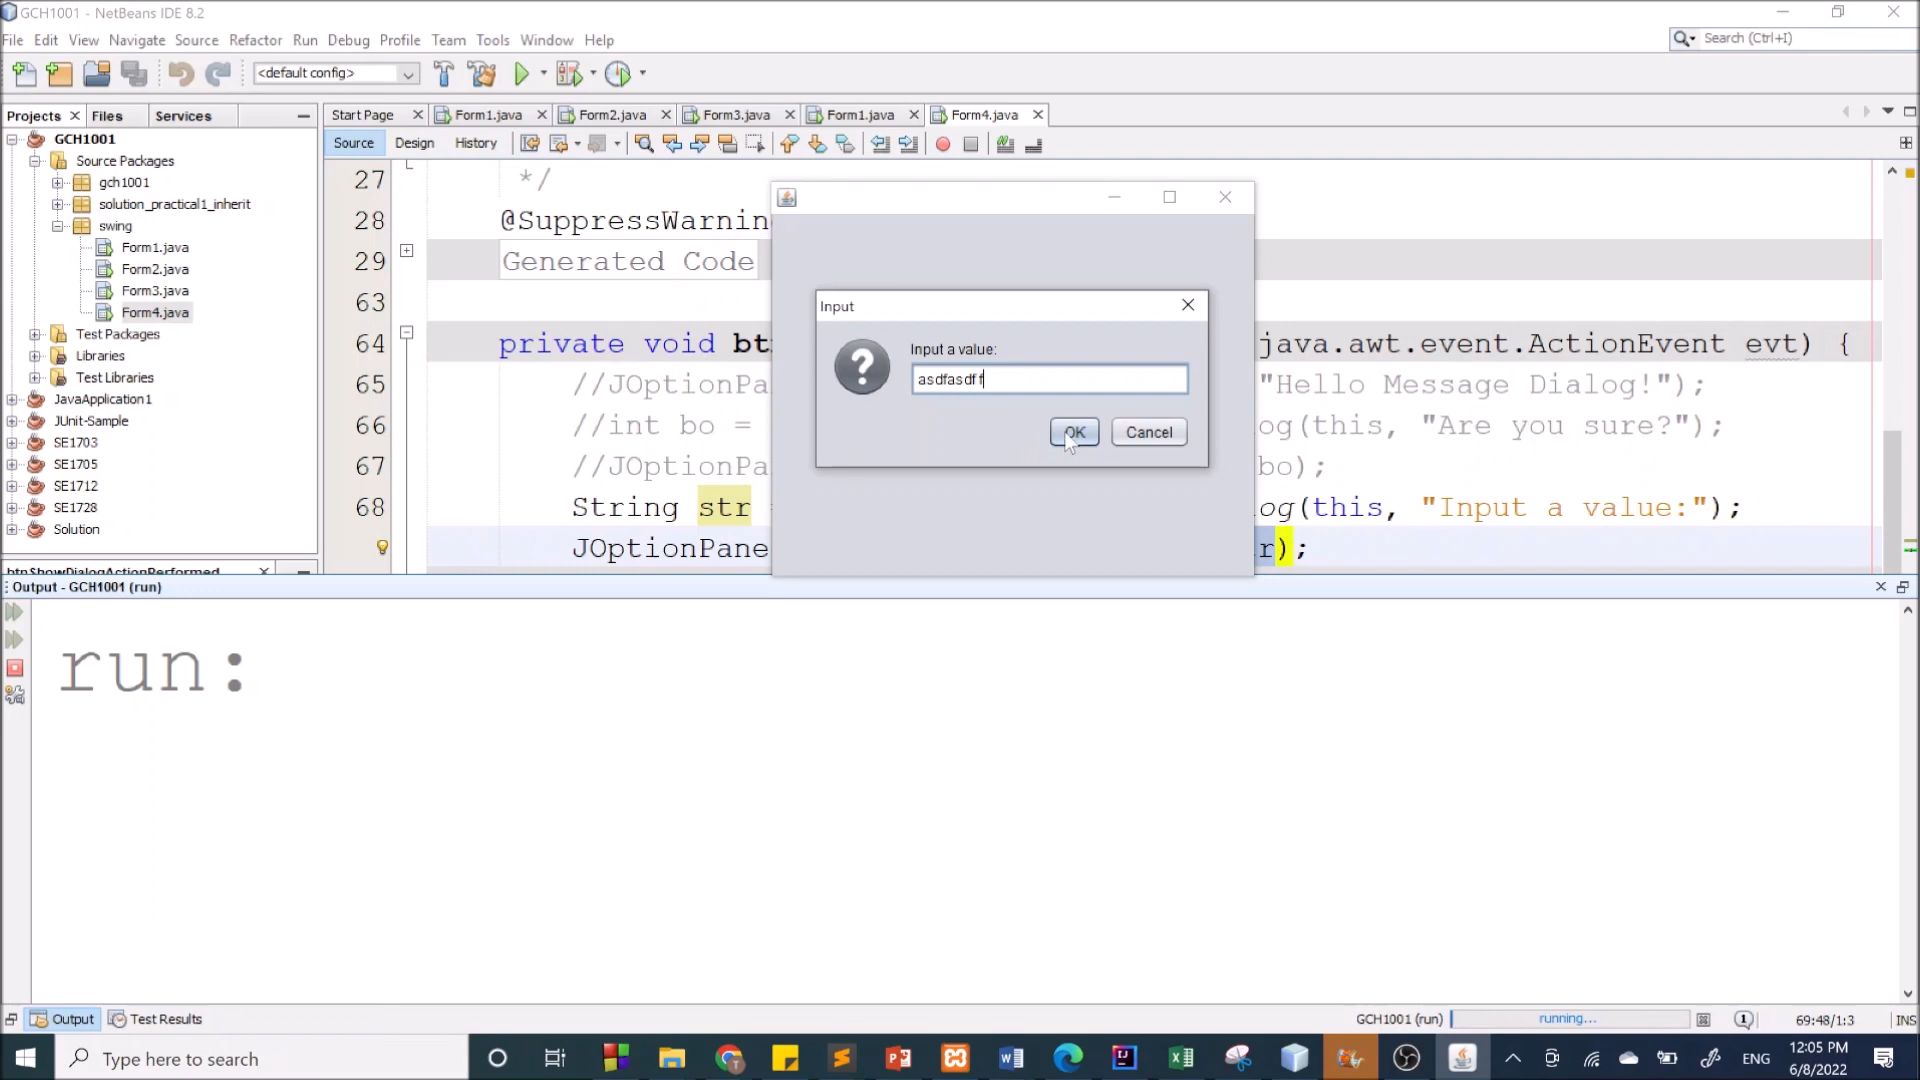 GCH1001 - NetBeans IDE 8.2
File Edit View Navigate Source Refactor Run Debug Profile Team Tools Window Help
Search (Ctrl+I)
<default config>
Projects Files Services
Start Page Form1.java Form2.java Form3.java Form1.java Form4.java
Source Design History
GCH1001
Source Packages
gch1001
solution_practical1_inherit
swing
Form1.java
Form2.java
Form3.java
Form4.java
Test Packages
Libraries
Test Libraries
JavaApplication1
JUnit-Sample
SE1703
SE1705
SE1712
SE1728
Solution
btnShowDialogActionPerformed
27 */
28 @SuppressWarnin
29 Generated Code
63
64 private void bt java.awt.event.ActionEvent evt) {
65 //JOptionPa "Hello Message Dialog!");
66 //int bo = og(this, "Are you sure?");
67 //JOptionPa bo);
68 String str log(this, "Input a value:");
JOptionPane r);
Input
Input a value:
asdfasdff
OK Cancel
Output - GCH1001 (run)
run:
Output Test Results
GCH1001 (run) running... 1 69:48/1:3 INS
Type here to search
ENG
12:05 PM
6/8/2022